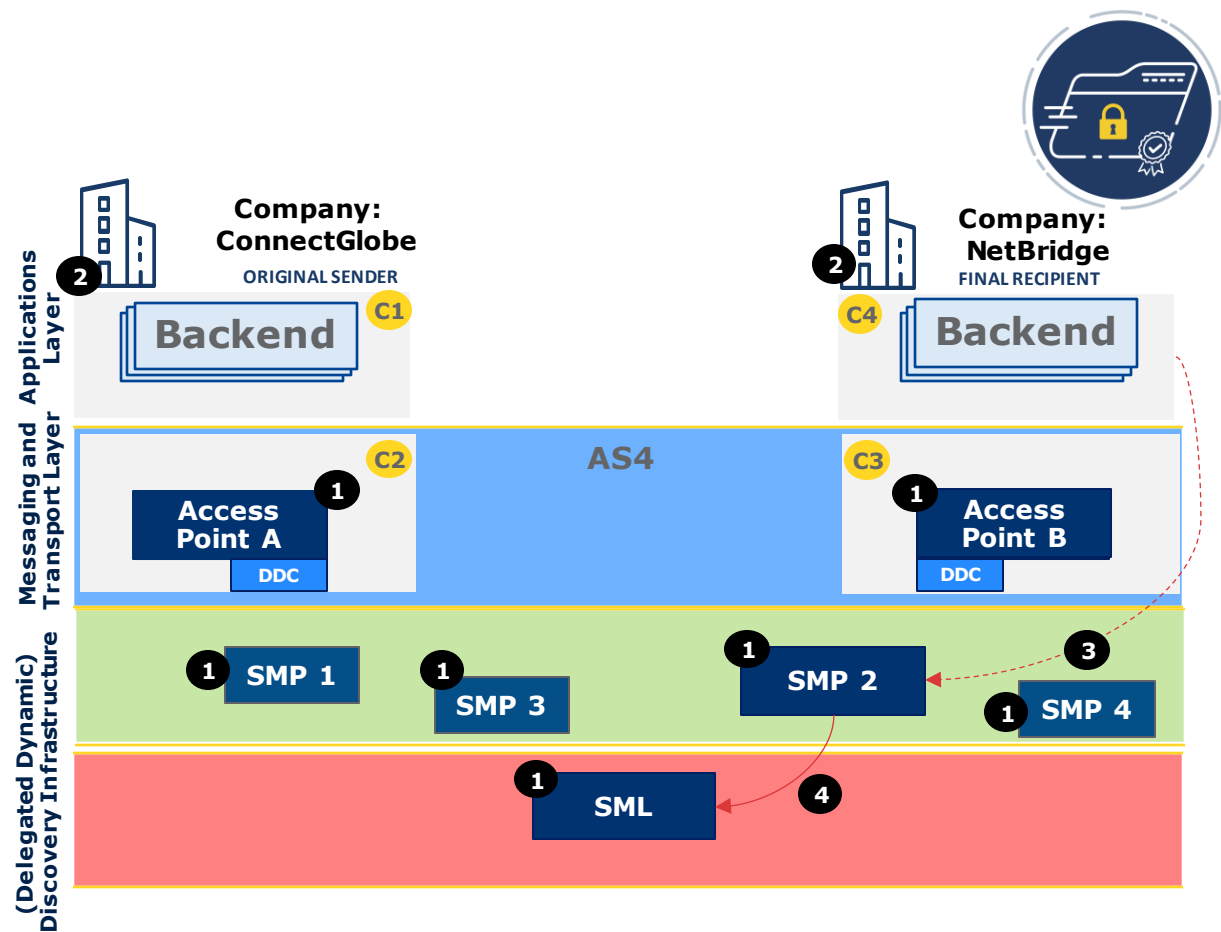 Company:
ConnectGlobe
ORIGINAL SENDER
2
C1
Backend
Company:
NetBridge
FINAL RECIPIENT
2
C4
Backend
Applications
Layer
Messaging and
Transport Layer
C2
AS4
C3
1
Access
Point A
DDC
1
Access
Point B
DDC
(Delegated Dynamic)
Discovery Infrastructure
1
SMP 1
1
SMP 3
1
SMP 2
3
1
SMP 4
1
SML
4